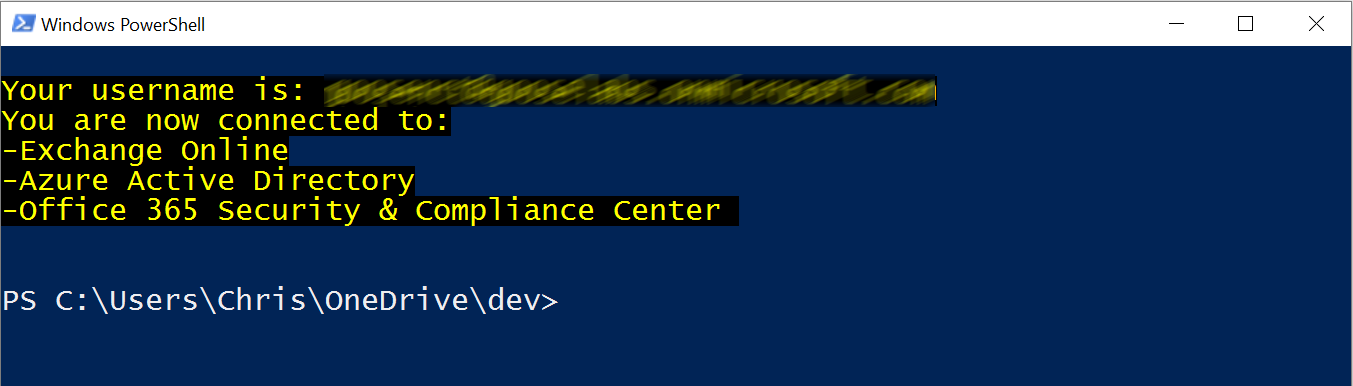 Windows PowerShell
Your username is:
You are now connected to:
-Exchange Online
-Azure Active Directory
-Office 365 Security & Compliance Center
PS C:\Users\Chris\OneDrive\dev>